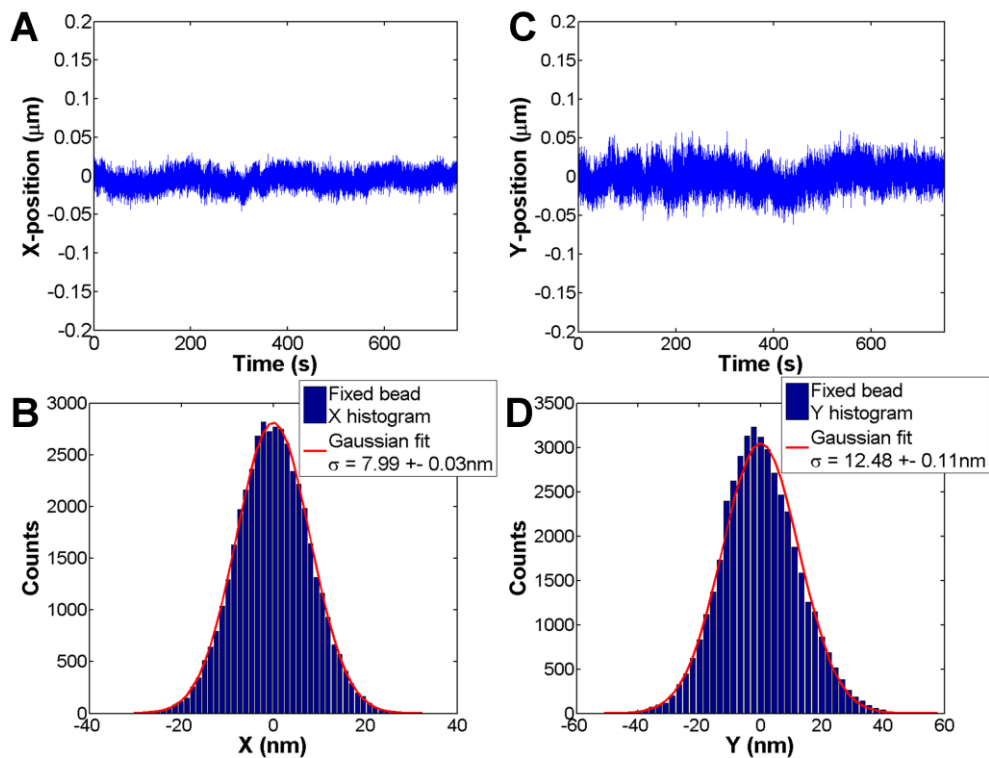 A
0.2
0.15
0.1
0.05
0
-0.05
-0.1
-0.15
-0.2
X-position (μm)
0 200 400 600
Time (s)
C
0.2
0.15
0.1
0.05
0
-0.05
-0.1
-0.15
-0.2
Y-position (μm)
0 200 400 600
Time (s)
B
3000
2500
2000
1500
1000
500
0
Counts
-40 -20 0 20 40
X (nm)
Fixed bead
X histogram
Gaussian fit
σ = 7.99 +- 0.03nm
D
3500
3000
2500
2000
1500
1000
500
0
Counts
-60 -40 -20 0 20 40 60
Y (nm)
Fixed bead
Y histogram
Gaussian fit
σ = 12.48 +- 0.11nm